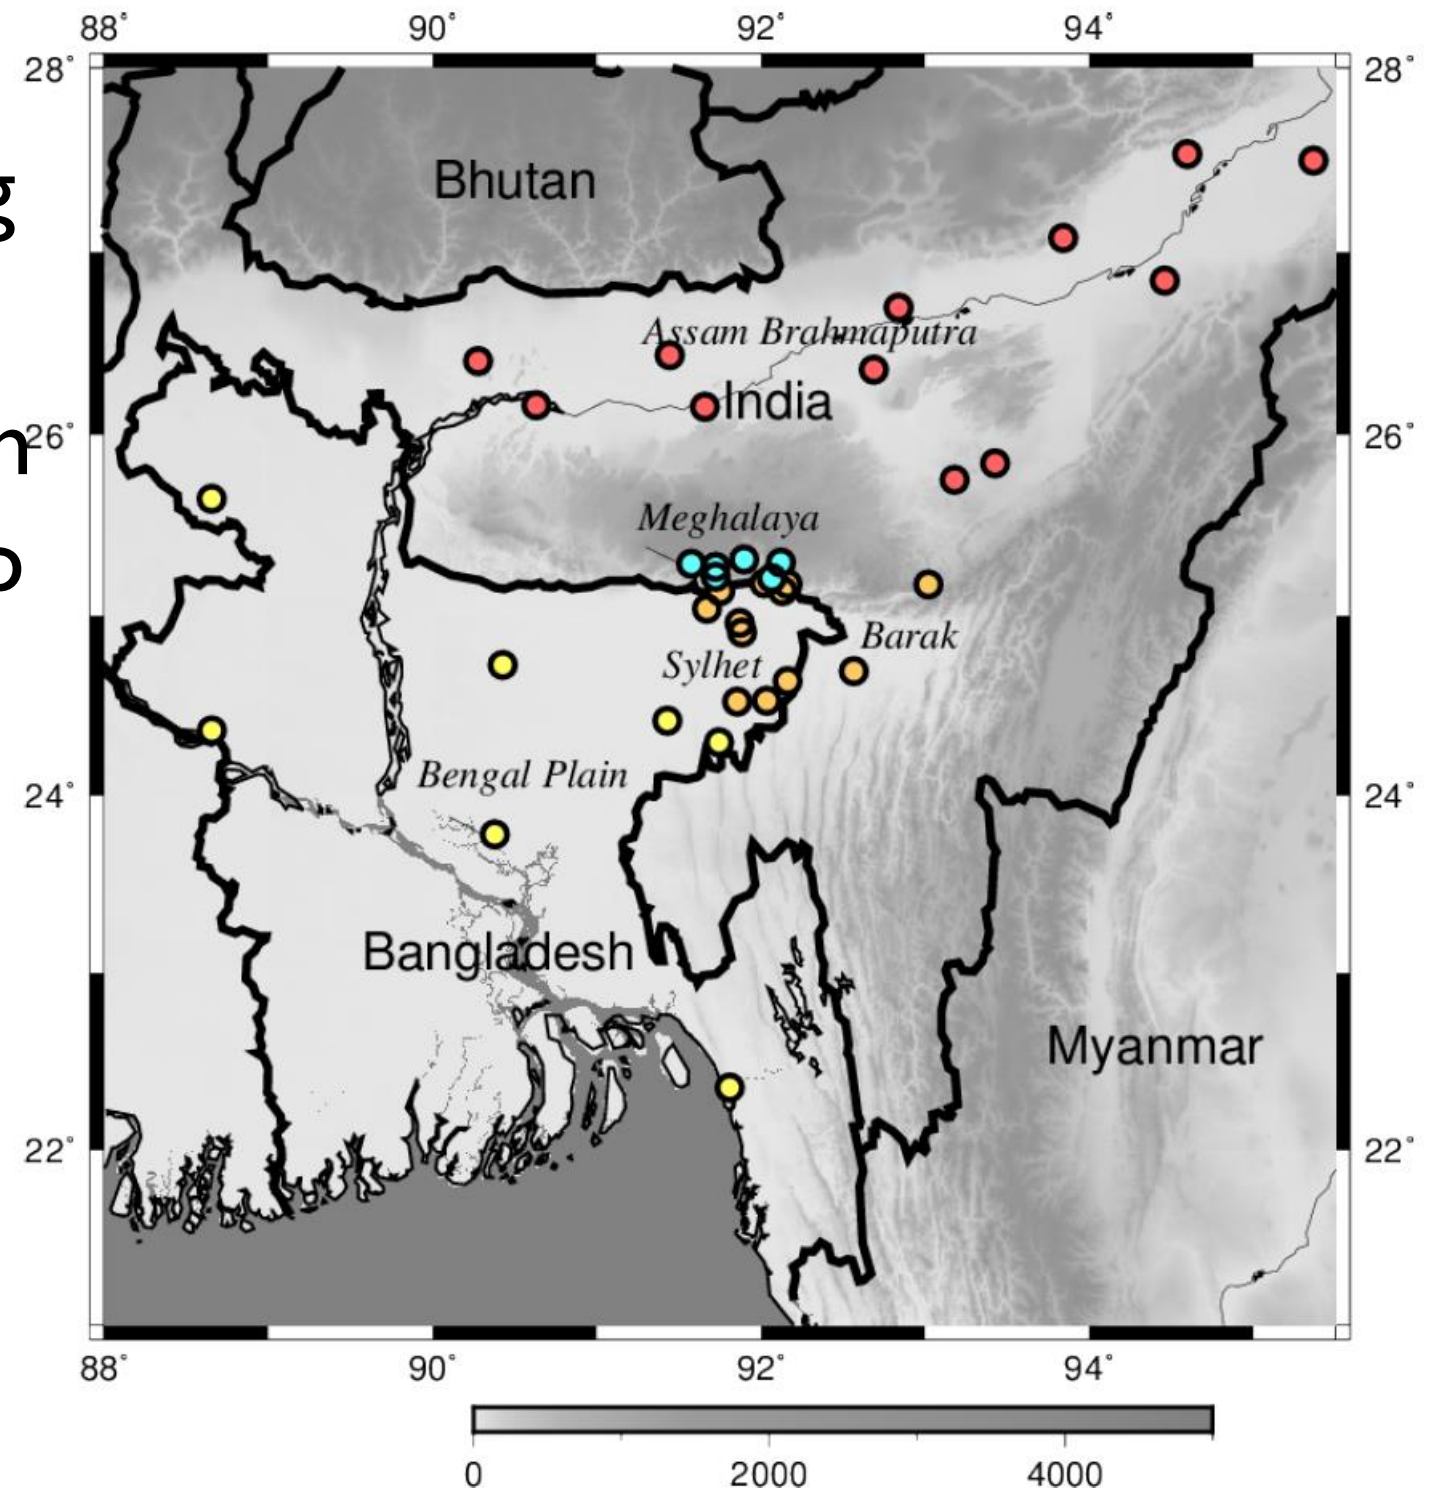 88° 90° 92° 94°
28° 28°
g
Bhutan
Assam Brahmaputra
India
n
26° 26°
Meghalaya
o
Barak
Sylhet
Bengal Plain
24° 24°
Bangladesh
Myanmar
22° 22°
88° 90° 92° 94°
0 2000 4000